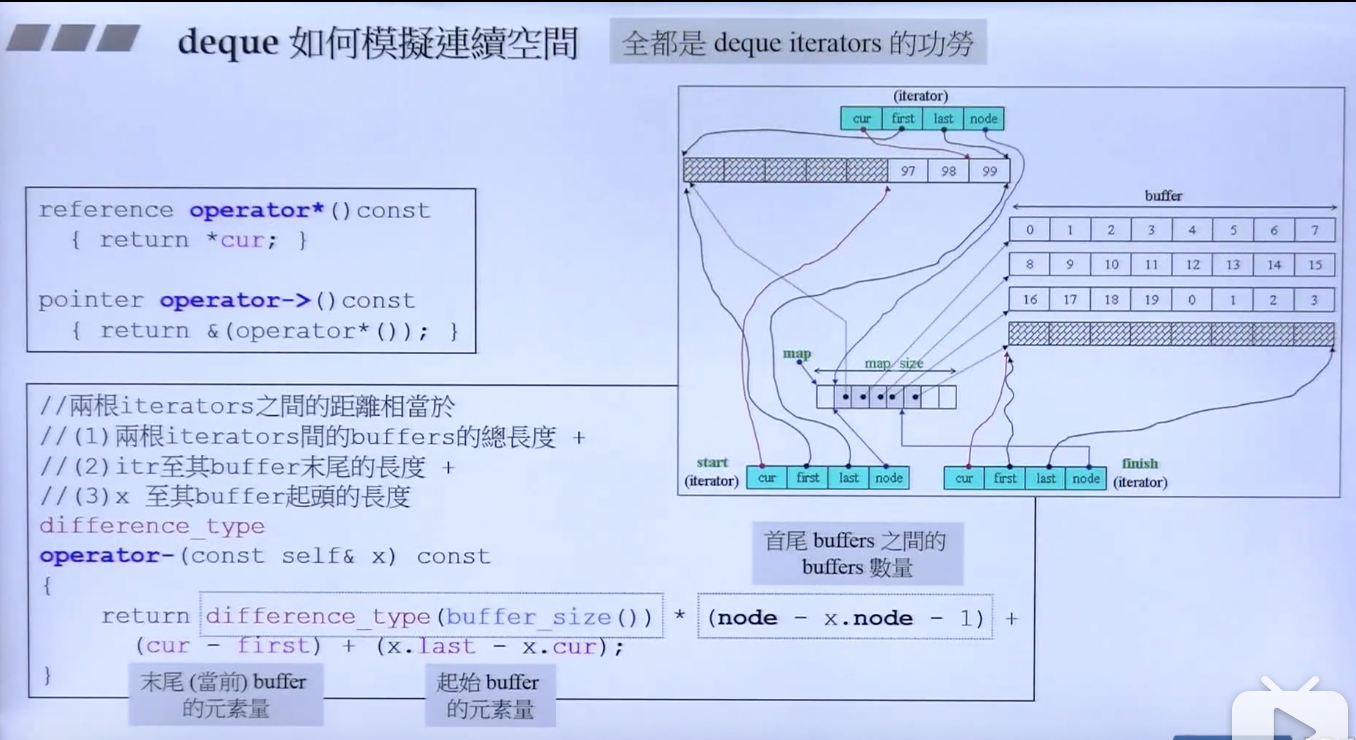 deque 如何模擬連續空間
全都是 deque iterators 的功勞
reference operator*()const
{ return *cur; }
pointer operator->()const
{ return &(operator*()); }
(iterator)
cur first last node
97 98 99
buffer
0 1 2 3 4 5 6 7
8 9 10 11 12 13 14 15
16 17 18 19 0 1 2 3
map
map_size
start
(iterator)
cur first last node
cur first last node
finish
(iterator)
//兩根iterators之間的距離相當於
//(1)兩根iterators間的buffers的總長度 +
//(2)itr至其buffer末尾的長度 +
//(3)x 至其buffer起頭的長度
difference_type
operator-(const self& x) const
{
首尾 buffers 之間的
buffers 數量
return difference_type(buffer_size()) * (node - x.node - 1) +
(cur - first) + (x.last - x.cur);
}
末尾 (當前) buffer
的元素量
起始 buffer
的元素量